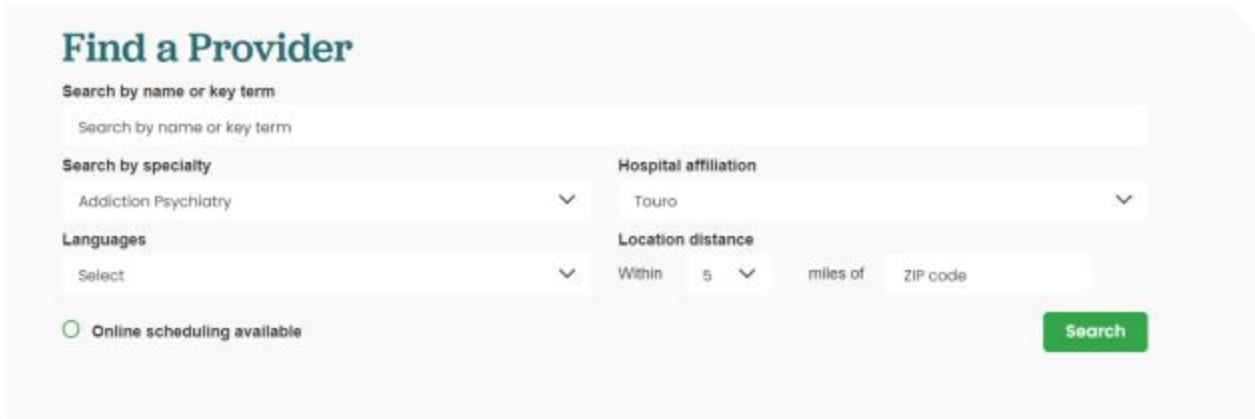 Find a Provider
Search by name or key term
Search by name or key term
Search by specialty
Hospital affiliation
Addiction Psychiatry
Touro
Languages
Location distance
Select
Within 5 miles of ZIP code
Online scheduling available
Search